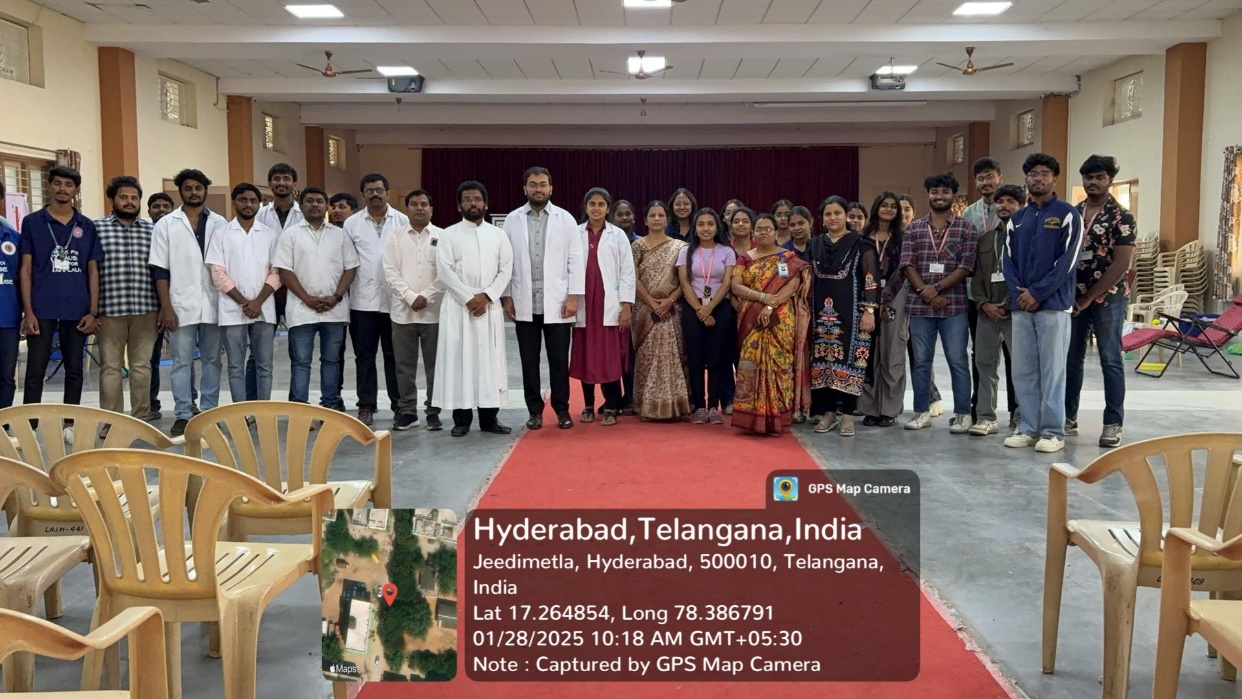 GPS Map Camera
Hyderabad,Telangana,India
Jeedimetla, Hyderabad, 500010, Telangana,
India
Lat 17.264854, Long 78.386791
01/28/2025 10:18 AM GMT+05:30
Note : Captured by GPS Map Camera
Maps